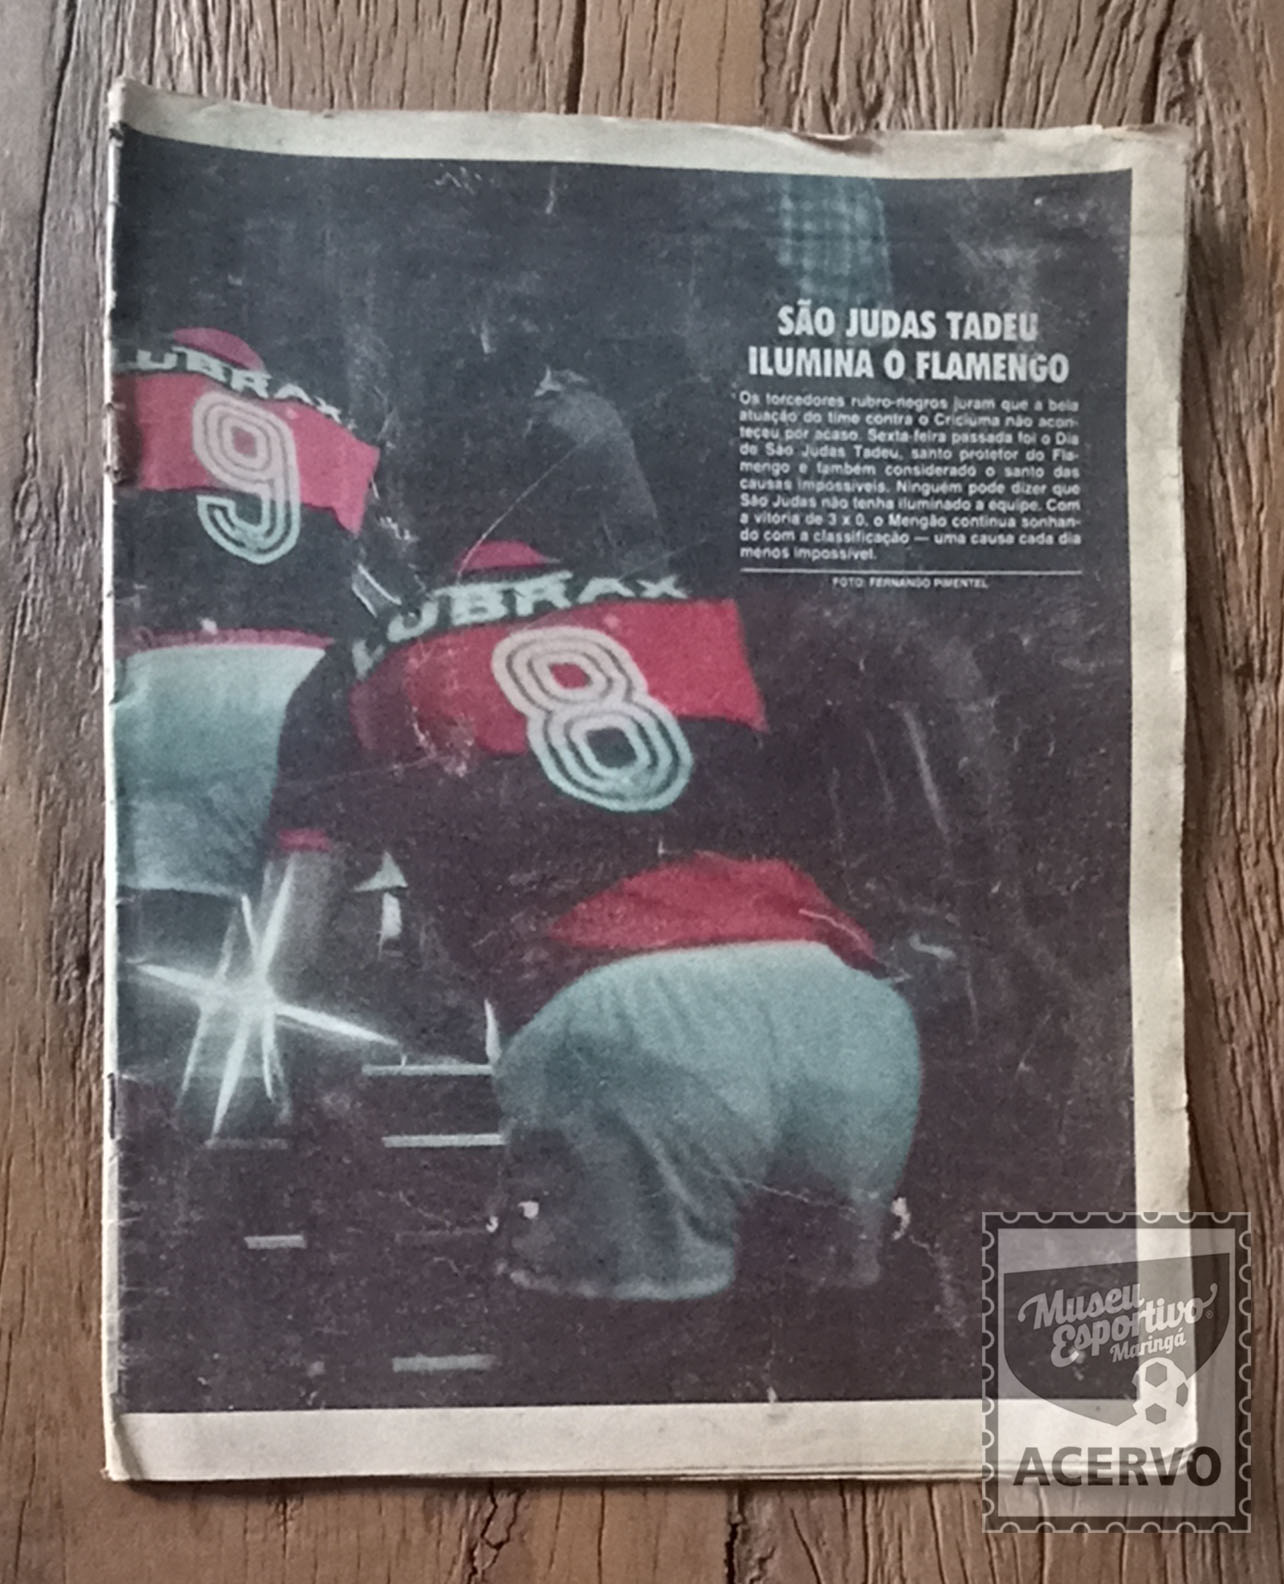 SÃO JUDAS TADEU
ILUMINA O FLAMENGO
Os torcedores rubro-negros juram que a bela
atuação do time contra o Criciúma não acon-
teceu por acaso. Sexta-feira passada foi o Dia
de São Judas Tadeu, santo protetor do Fla-
mengo e também considerado o santo das
causas impossíveis. Ninguém pode dizer que
São Judas não tenha iluminado a equipe. Com
a vitória de 3 x 0, o Mengão continua sonhan-
do com a classificação — uma causa cada dia
menos impossível.
FOTO: FERNANDO PIMENTEL
LUBRAX
9
LUBRAX
8
Museu
Esportivo®
Maringá
ACERVO